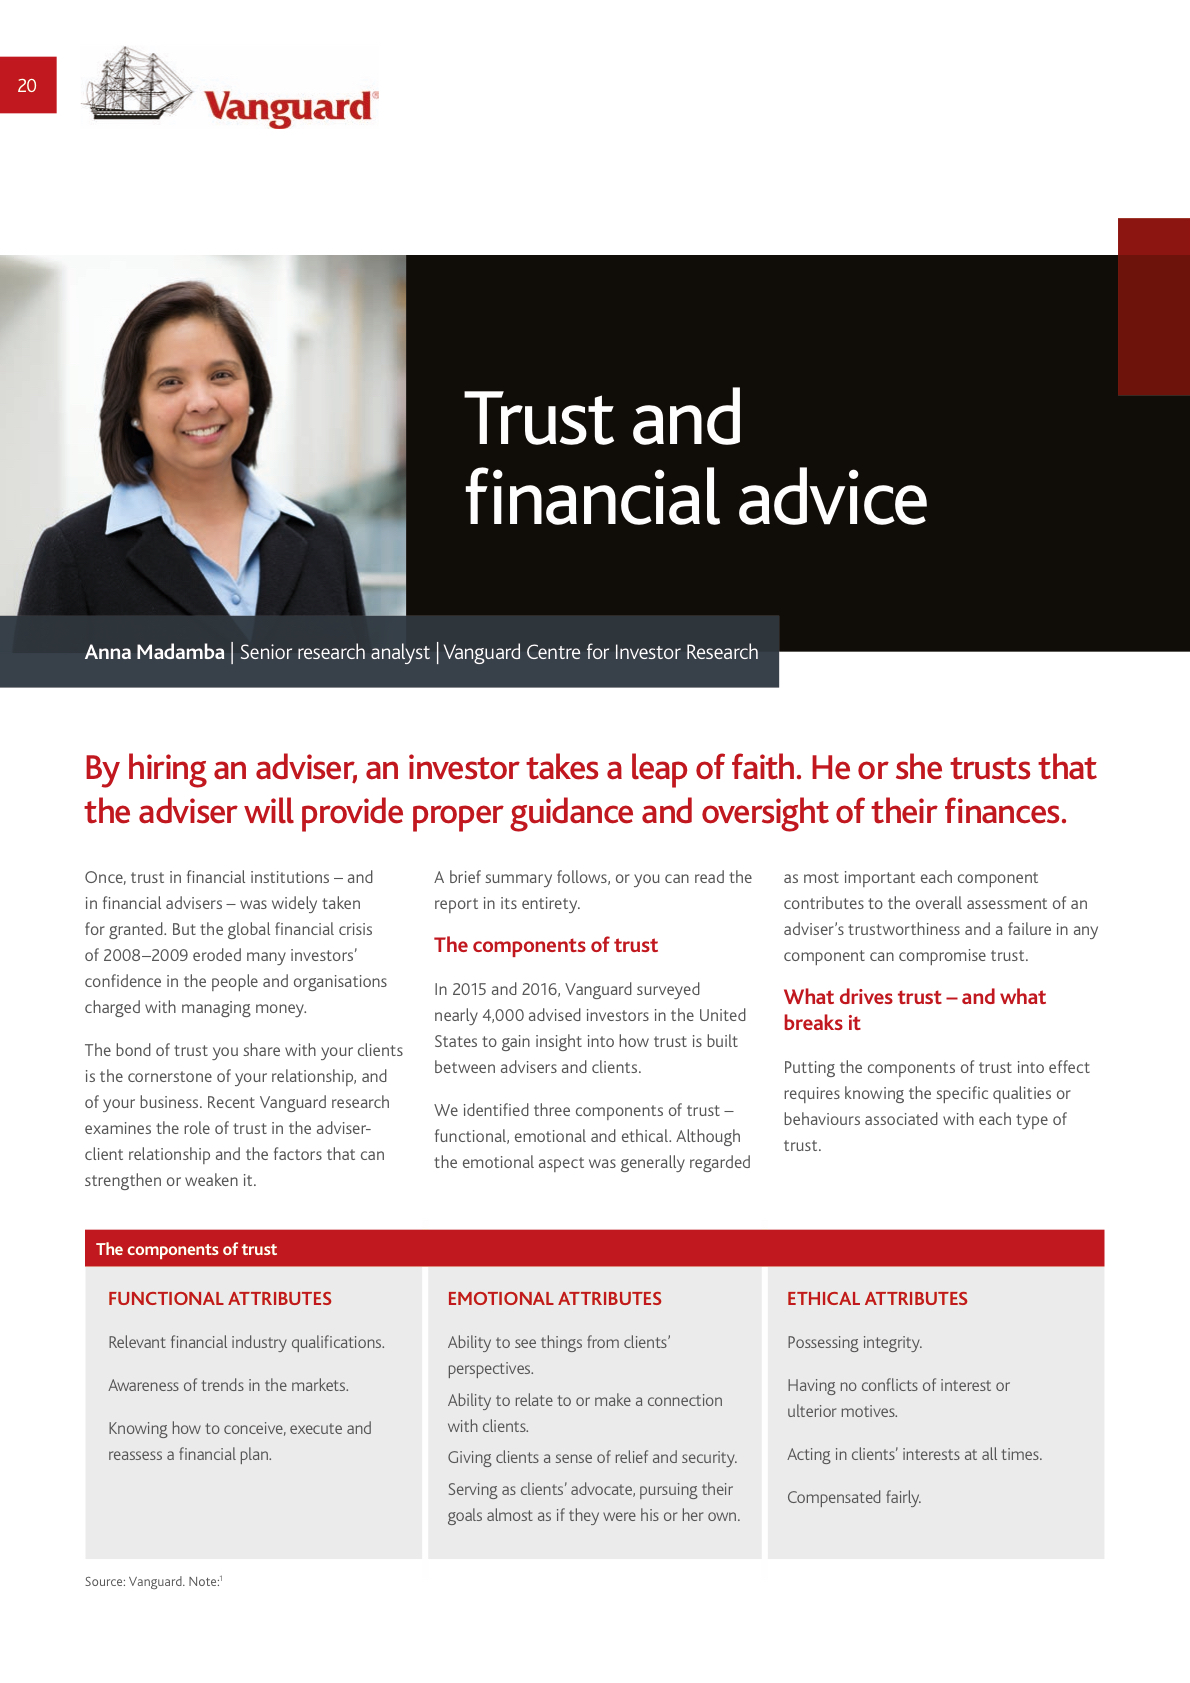 20
Vanguard®
Trust and
financial advice
Anna Madamba | Senior research analyst | Vanguard Centre for Investor Research
By hiring an adviser, an investor takes a leap of faith. He or she trusts that
the adviser will provide proper guidance and oversight of their finances.
Once, trust in financial institutions – and
in financial advisers – was widely taken
for granted. But the global financial crisis
of 2008–2009 eroded many investors’
confidence in the people and organisations
charged with managing money.
The bond of trust you share with your clients
is the cornerstone of your relationship, and
of your business. Recent Vanguard research
examines the role of trust in the adviser-
client relationship and the factors that can
strengthen or weaken it.
A brief summary follows, or you can read the
report in its entirety.
The components of trust
In 2015 and 2016, Vanguard surveyed
nearly 4,000 advised investors in the United
States to gain insight into how trust is built
between advisers and clients.
We identified three components of trust –
functional, emotional and ethical. Although
the emotional aspect was generally regarded
as most important each component
contributes to the overall assessment of an
adviser’s trustworthiness and a failure in any
component can compromise trust.
What drives trust – and what
breaks it
Putting the components of trust into effect
requires knowing the specific qualities or
behaviours associated with each type of
trust.
The components of trust
FUNCTIONAL ATTRIBUTES
Relevant financial industry qualifications.
Awareness of trends in the markets.
Knowing how to conceive, execute and
reassess a financial plan.
EMOTIONAL ATTRIBUTES
Ability to see things from clients’
perspectives.
Ability to relate to or make a connection
with clients.
Giving clients a sense of relief and security.
Serving as clients’ advocate, pursuing their
goals almost as if they were his or her own.
ETHICAL ATTRIBUTES
Possessing integrity.
Having no conflicts of interest or
ulterior motives.
Acting in clients’ interests at all times.
Compensated fairly.
Source: Vanguard. Note:¹